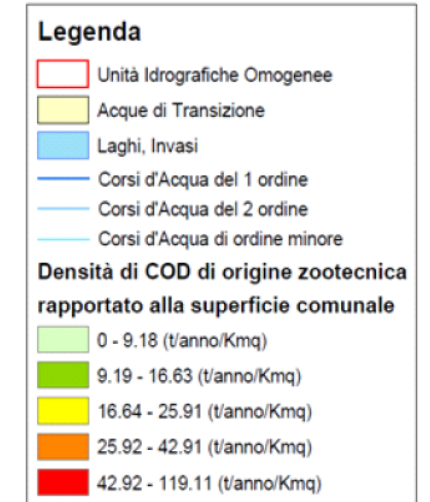 Legenda
Unità Idrografiche Omogenee
Acque di Transizione
Laghi, Invasi
Corsi d'Acqua del 1 ordine
Corsi d'Acqua del 2 ordine
Corsi d'Acqua di ordine minore
Densità di COD di origine zootecnica
rapportato alla superficie comunale
0 - 9.18 (t/anno/Kmq)
9.19 - 16.63 (t/anno/Kmq)
16.64 - 25.91 (t/anno/Kmq)
25.92 - 42.91 (t/anno/Kmq)
42.92 - 119.11 (t/anno/Kmq)